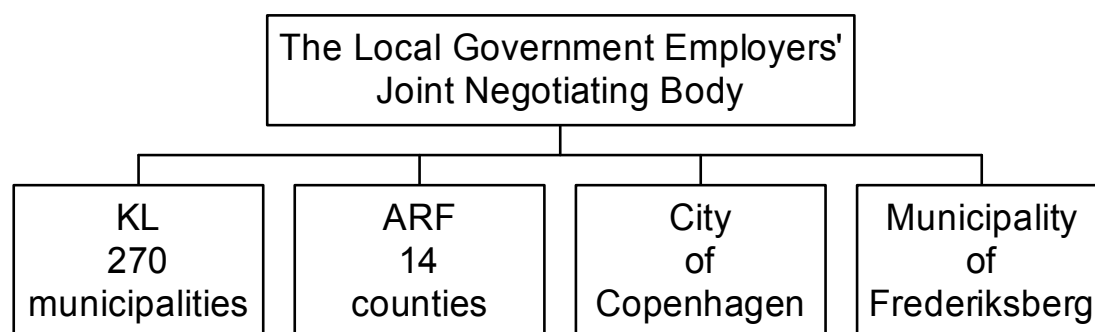 The Local Government Employers'
Joint Negotiating Body
KL
270
municipalities
ARF
14
counties
City
of
Copenhagen
Municipality
of
Frederiksberg